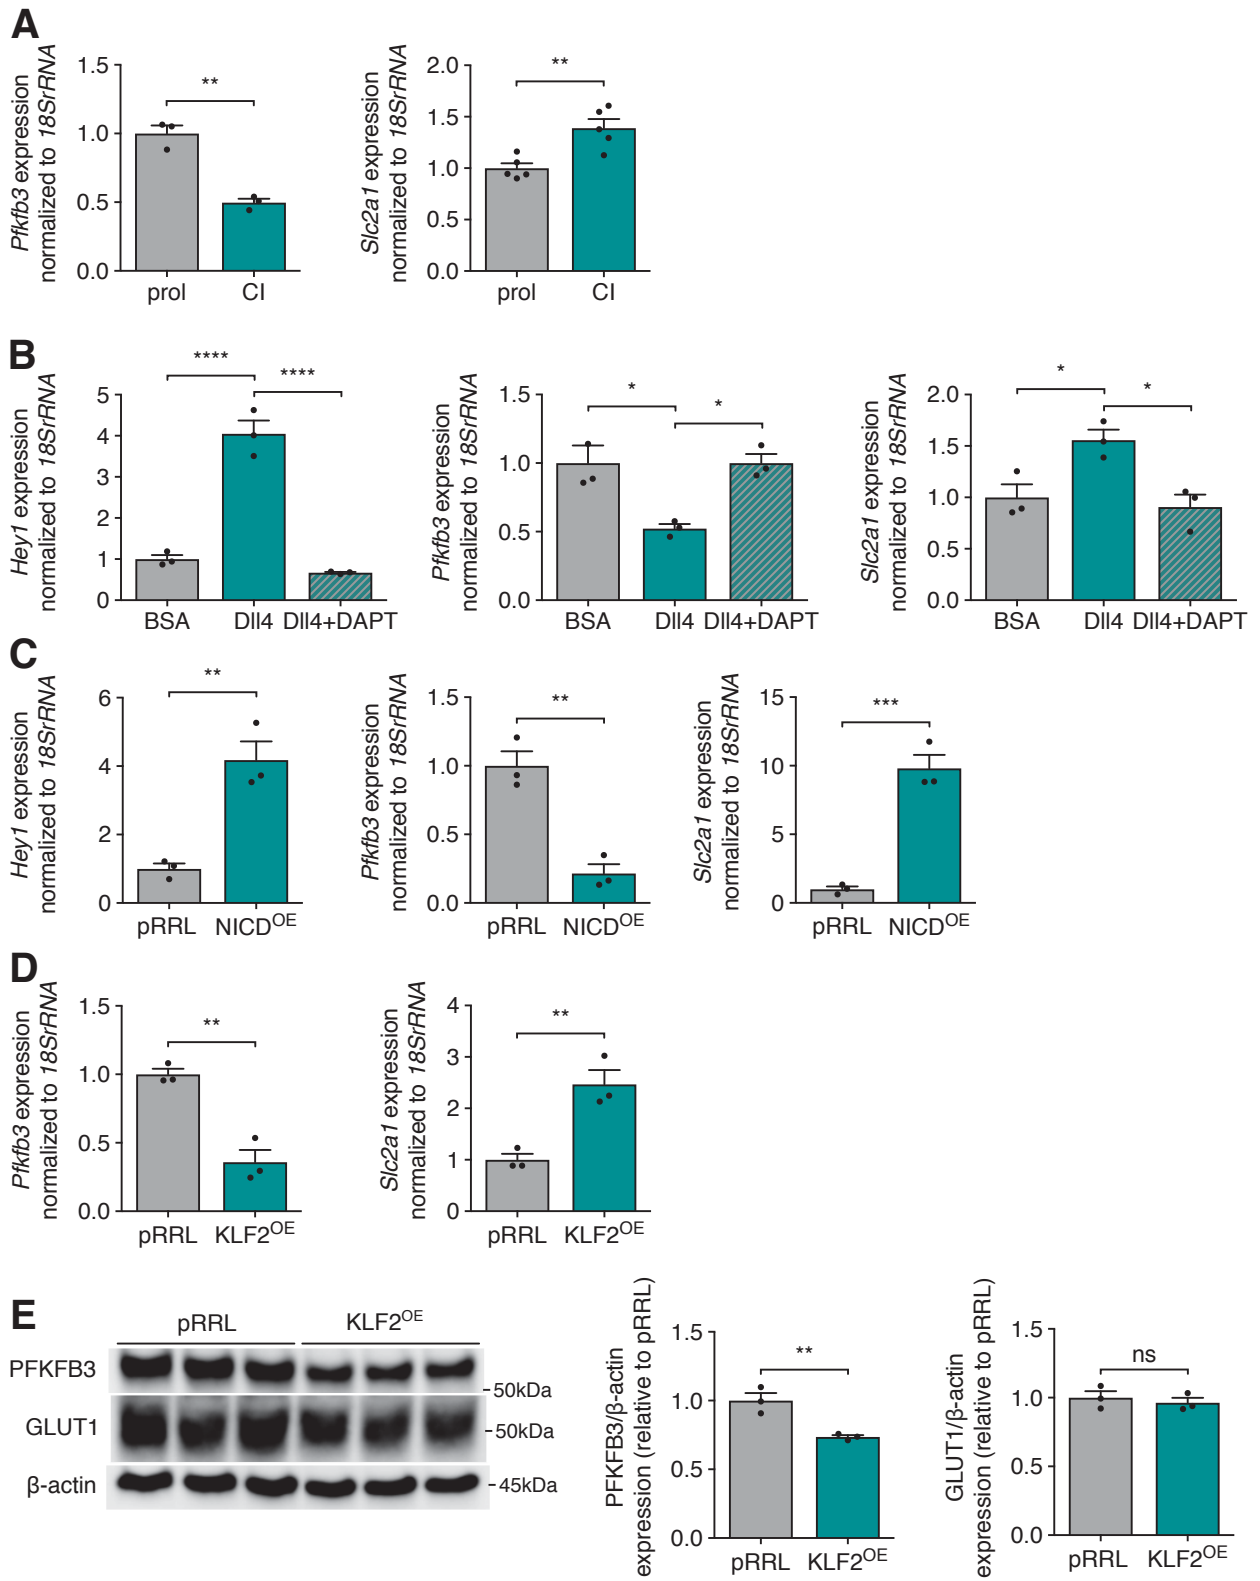 A
Pfkfb3 expression
normalized to 18SrRNA
1.5
1.0
0.5
0.0
**
prol
CI
Slc2a1 expression
normalized to 18SrRNA
2.0
1.5
1.0
0.5
0.0
**
prol
CI
B
Hey1 expression
normalized to 18SrRNA
5
4
3
2
1
0
****
****
BSA
Dll4
Dll4+DAPT
Pfkfb3 expression
normalized to 18SrRNA
1.5
1.0
0.5
0.0
*
*
BSA
Dll4
Dll4+DAPT
Slc2a1 expression
normalized to 18SrRNA
2.0
1.5
1.0
0.5
0.0
*
*
BSA
Dll4
Dll4+DAPT
C
Hey1 expression
normalized to 18SrRNA
6
4
2
0
**
pRRL
NICDOE
Pfkfb3 expression
normalized to 18SrRNA
1.5
1.0
0.5
0.0
**
pRRL
NICDOE
Slc2a1 expression
normalized to 18SrRNA
15
10
5
0
***
pRRL
NICDOE
D
Pfkfb3 expression
normalized to 18SrRNA
1.5
1.0
0.5
0.0
**
pRRL
KLF2OE
Slc2a1 expression
normalized to 18SrRNA
4
3
2
1
0
**
pRRL
KLF2OE
E
pRRL
KLF2OE
PFKFB3
50kDa
GLUT1
50kDa
β-actin
45kDa
PFKFB3/β-actin
expression (relative to pRRL)
1.5
1.0
0.5
0.0
**
pRRL
KLF2OE
GLUT1/β-actin
expression (relative to pRRL)
1.5
1.0
0.5
0.0
ns
pRRL
KLF2OE